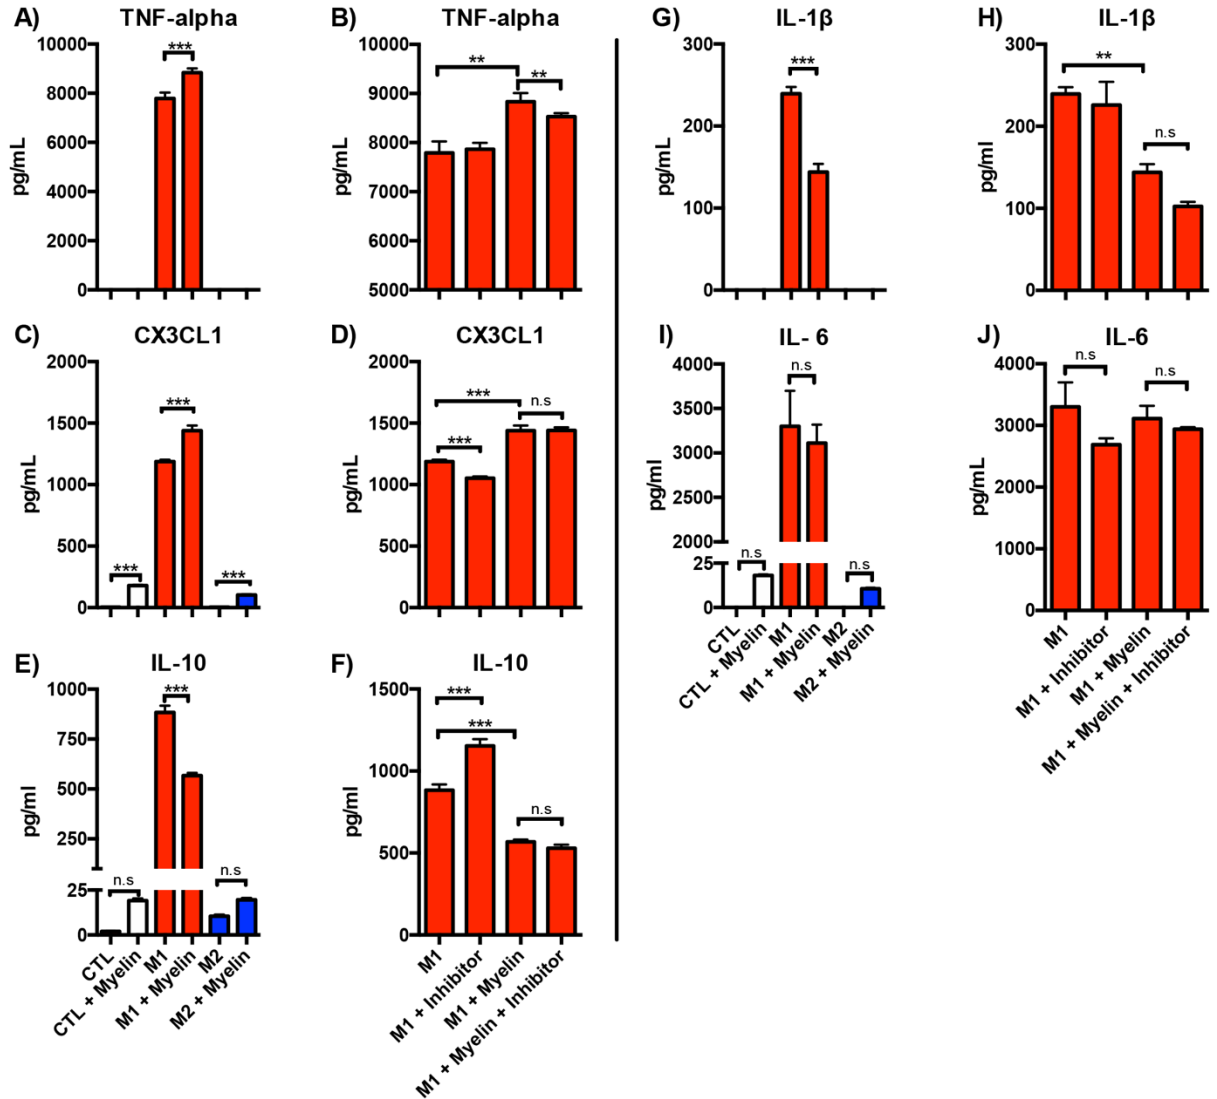 A) TNF-alpha
pg/mL
10000
8000
6000
4000
2000
0
***
B) TNF-alpha
pg/mL
10000
9000
8000
7000
6000
5000
**
**
C) CX3CL1
pg/mL
2000
1500
1000
500
0
***
***
***
D) CX3CL1
pg/mL
2000
1500
1000
500
0
***
***
n.s
E) IL-10
pg/ml
1000
750
500
250
25
0
n.s
***
n.s
CTL
CTL + Myelin
M1
M1 + Myelin
M2
M2 + Myelin
F) IL-10
pg/ml
1500
1000
500
0
***
***
n.s
M1
M1 + Inhibitor
M1 + Myelin
M1 + Myelin + Inhibitor
G) IL-1β
pg/mL
300
200
100
0
***
H) IL-1β
pg/ml
300
200
100
0
**
n.s
I) IL- 6
pg/ml
4000
3500
3000
2500
2000
25
0
n.s
n.s
n.s
CTL
CTL + Myelin
M1
M1 + Myelin
M2
M2 + Myelin
J) IL-6
pg/mL
4000
3000
2000
1000
0
n.s
n.s
M1
M1 + Inhibitor
M1 + Myelin
M1 + Myelin + Inhibitor